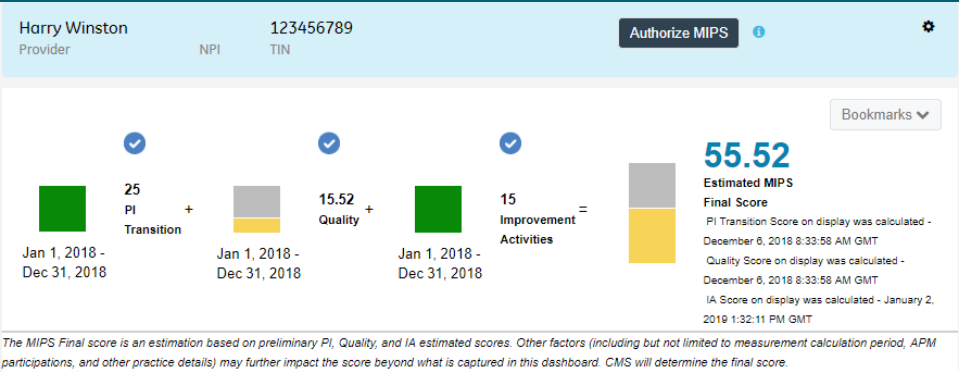 Harry Winston
123456789
Authorize MIPS
Provider
NPI
TIN
Bookmarks
25
PI
Transition
+
15.52
Quality
+
15
Improvement
Activities
=
Jan 1, 2018 -
Dec 31, 2018
Jan 1, 2018 -
Dec 31, 2018
Jan 1, 2018 -
Dec 31, 2018
55.52
Estimated MIPS
Final Score
PI Transition Score on display was calculated -
December 6, 2018 8:33:58 AM GMT
Quality Score on display was calculated -
December 6, 2018 8:33:58 AM GMT
IA Score on display was calculated - January 2,
2019 1:32:11 PM GMT
The MIPS Final score is an estimation based on preliminary PI, Quality, and IA estimated scores. Other factors (including but not limited to measurement calculation period, APM
participations, and other practice details) may further impact the score beyond what is captured in this dashboard. CMS will determine the final score.